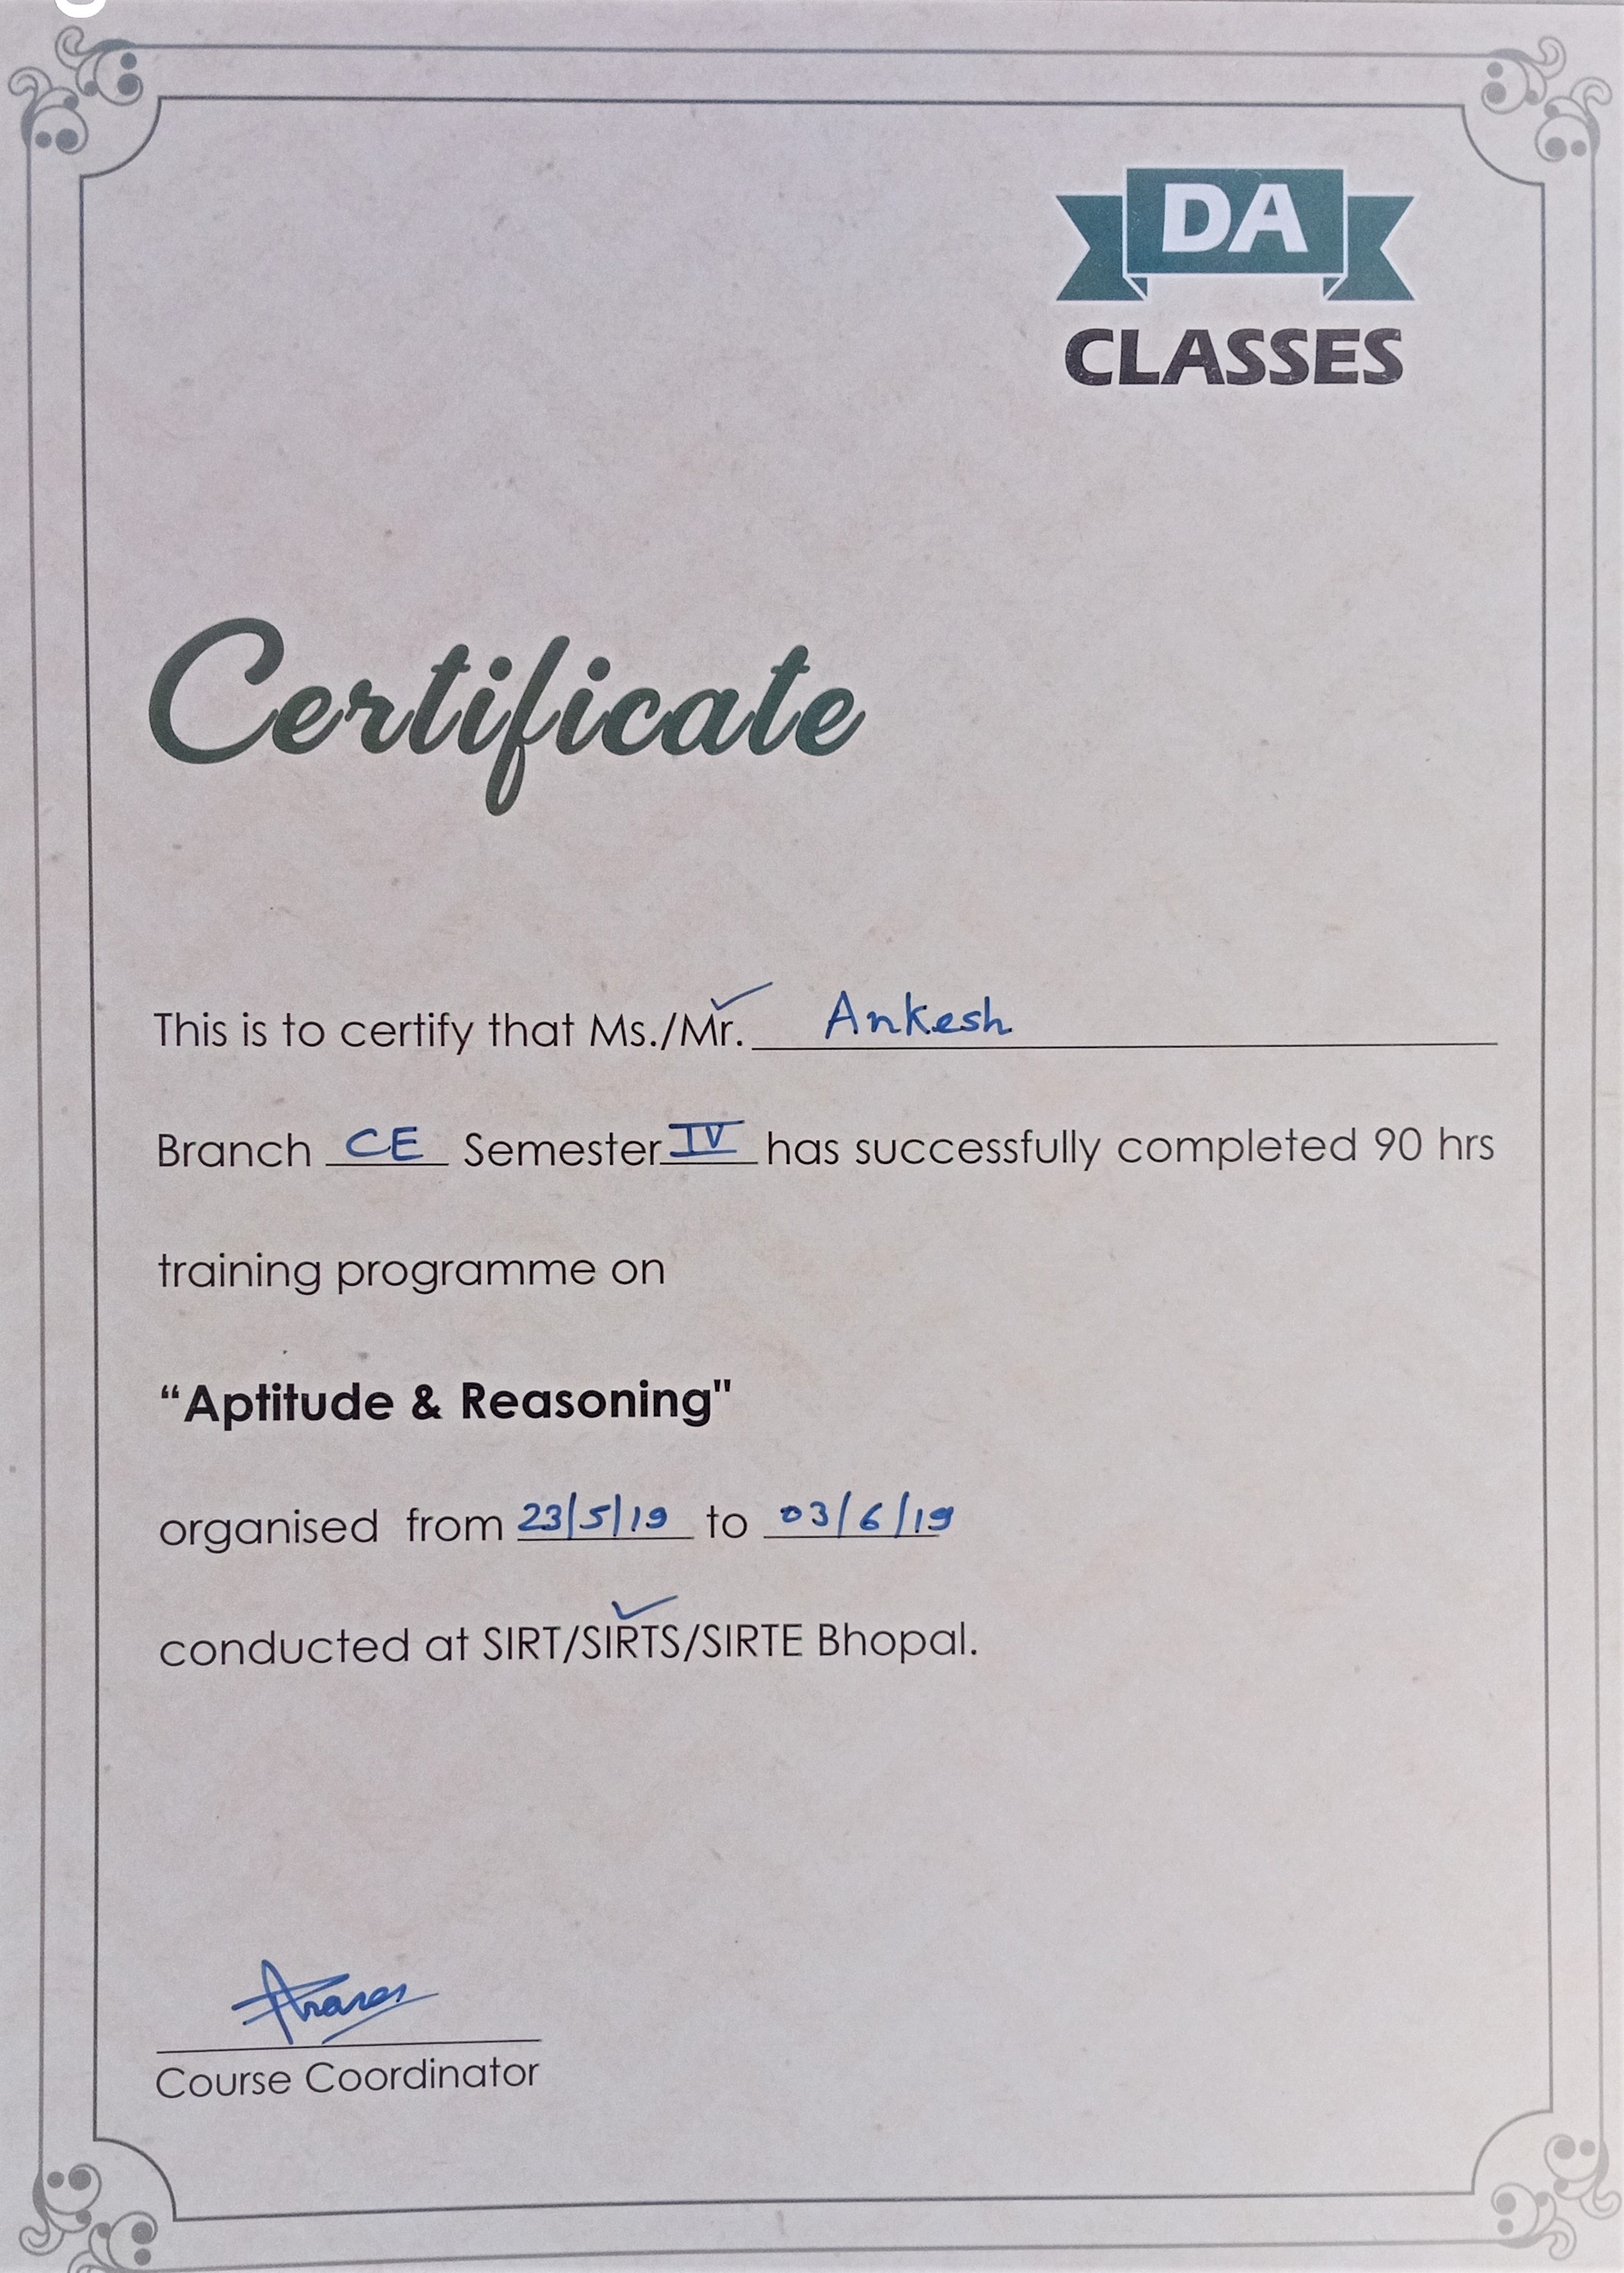 DA
CLASSES
Certificate
This is to certify that Ms./Mr. Ankesh
Branch CE Semester IV has successfully completed 90 hrs
training programme on
“Aptitude & Reasoning"
organised from 23/5/19 to 03/6/19
conducted at SIRT/SIRTS/SIRTE Bhopal.
Course Coordinator